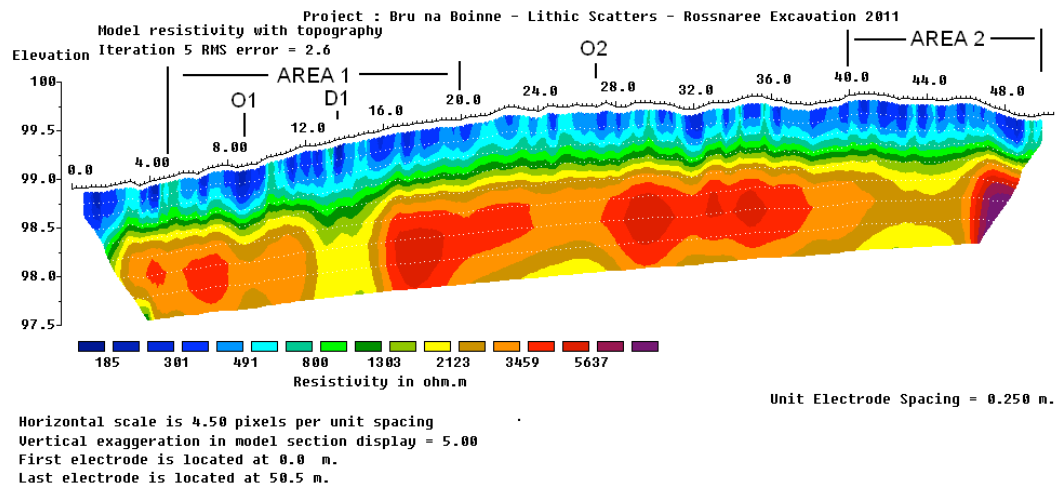 Project : Bru na Boinne - Lithic Scatters - Rossnaree Excavation 2011
Model resistivity with topography
Elevation Iteration 5 RMS error = 2.6
O2
AREA 2
AREA 1
O1
D1
100
99.5
99.0
98.5
98.0
97.5
0.0 4.00 8.00 12.0 16.0 20.0 24.0 28.0 32.0 36.0 40.0 44.0 48.0
185 301 491 800 1303 2123 3459 5637
Resistivity in ohm.m
Unit Electrode Spacing = 0.250 m.
Horizontal scale is 4.50 pixels per unit spacing
Vertical exaggeration in model section display = 5.00
First electrode is located at 0.0 m.
Last electrode is located at 50.5 m.